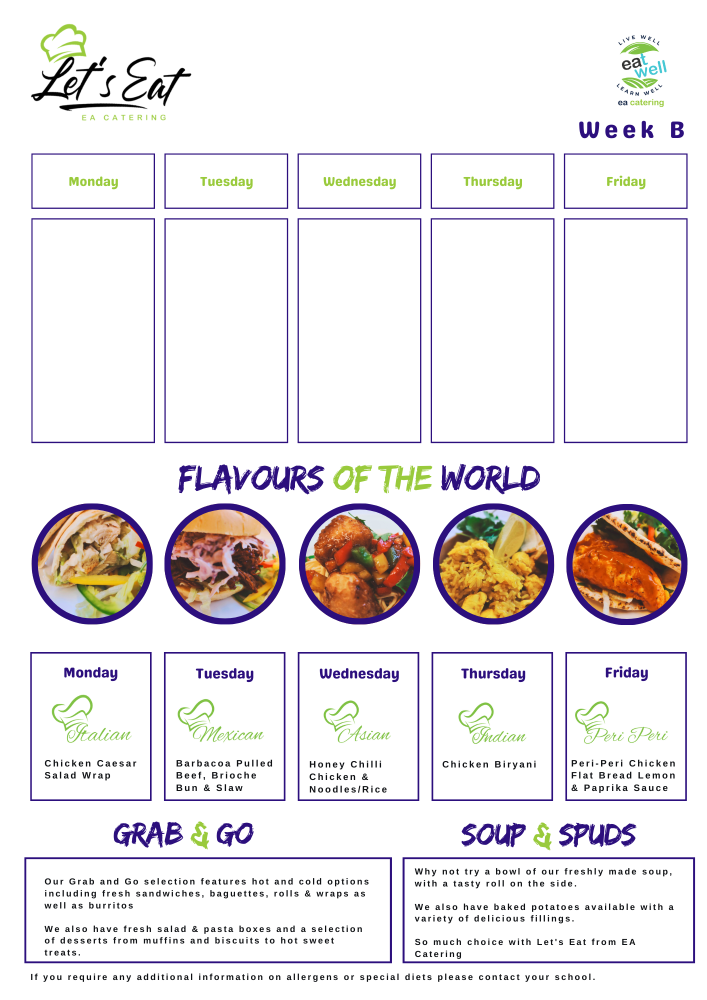 Let's Eat
EA CATERING
LIVE WELL
eat
well
LEARN WELL
ea catering
Week B
Monday
Tuesday
Wednesday
Thursday
Friday
FLAVOURS OF THE WORLD
Monday
Italian
Chicken Caesar
Salad Wrap
Tuesday
Mexican
Barbacoa Pulled
Beef, Brioche
Bun & Slaw
Wednesday
Asian
Honey Chilli
Chicken &
Noodles/Rice
Thursday
Indian
Chicken Biryani
Friday
Peri Peri
Peri-Peri Chicken
Flat Bread Lemon
& Paprika Sauce
GRAB & GO
Our Grab and Go selection features hot and cold options
including fresh sandwiches, baguettes, rolls & wraps as
well as burritos
We also have fresh salad & pasta boxes and a selection
of desserts from muffins and biscuits to hot sweet
treats.
SOUP & SPUDS
Why not try a bowl of our freshly made soup,
with a tasty roll on the side.
We also have baked potatoes available with a
variety of delicious fillings.
So much choice with Let's Eat from EA
Catering
If you require any additional information on allergens or special diets please contact your school.